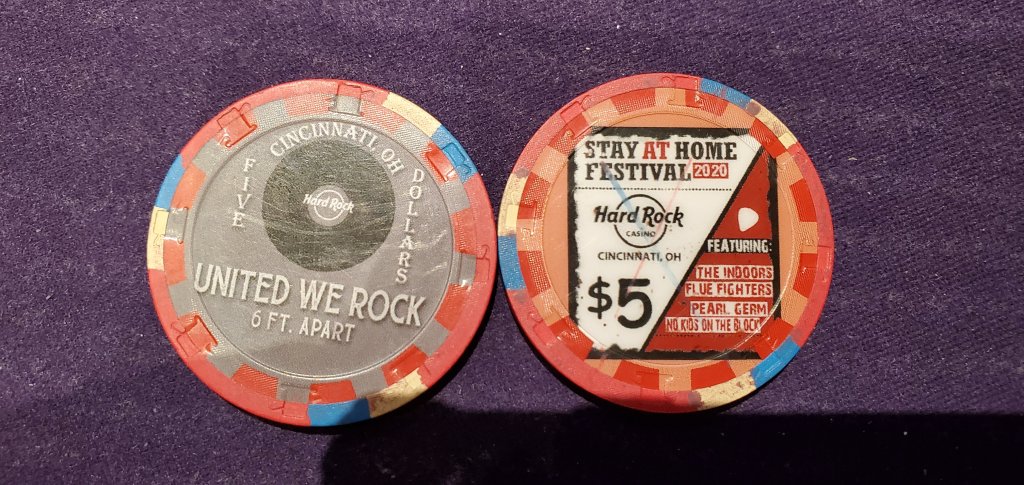 CINCINNATI, OH
FIVE
DOLLARS
Hard Rock
UNITED WE ROCK
6 FT. APART
STAY AT HOME
FESTIVAL 2020
Hard Rock
CASINO
CINCINNATI, OH
$5
FEATURING:
THE INDOORS
FLUE FIGHTERS
PEARL GERM
NO KIDS ON THE BLOCK